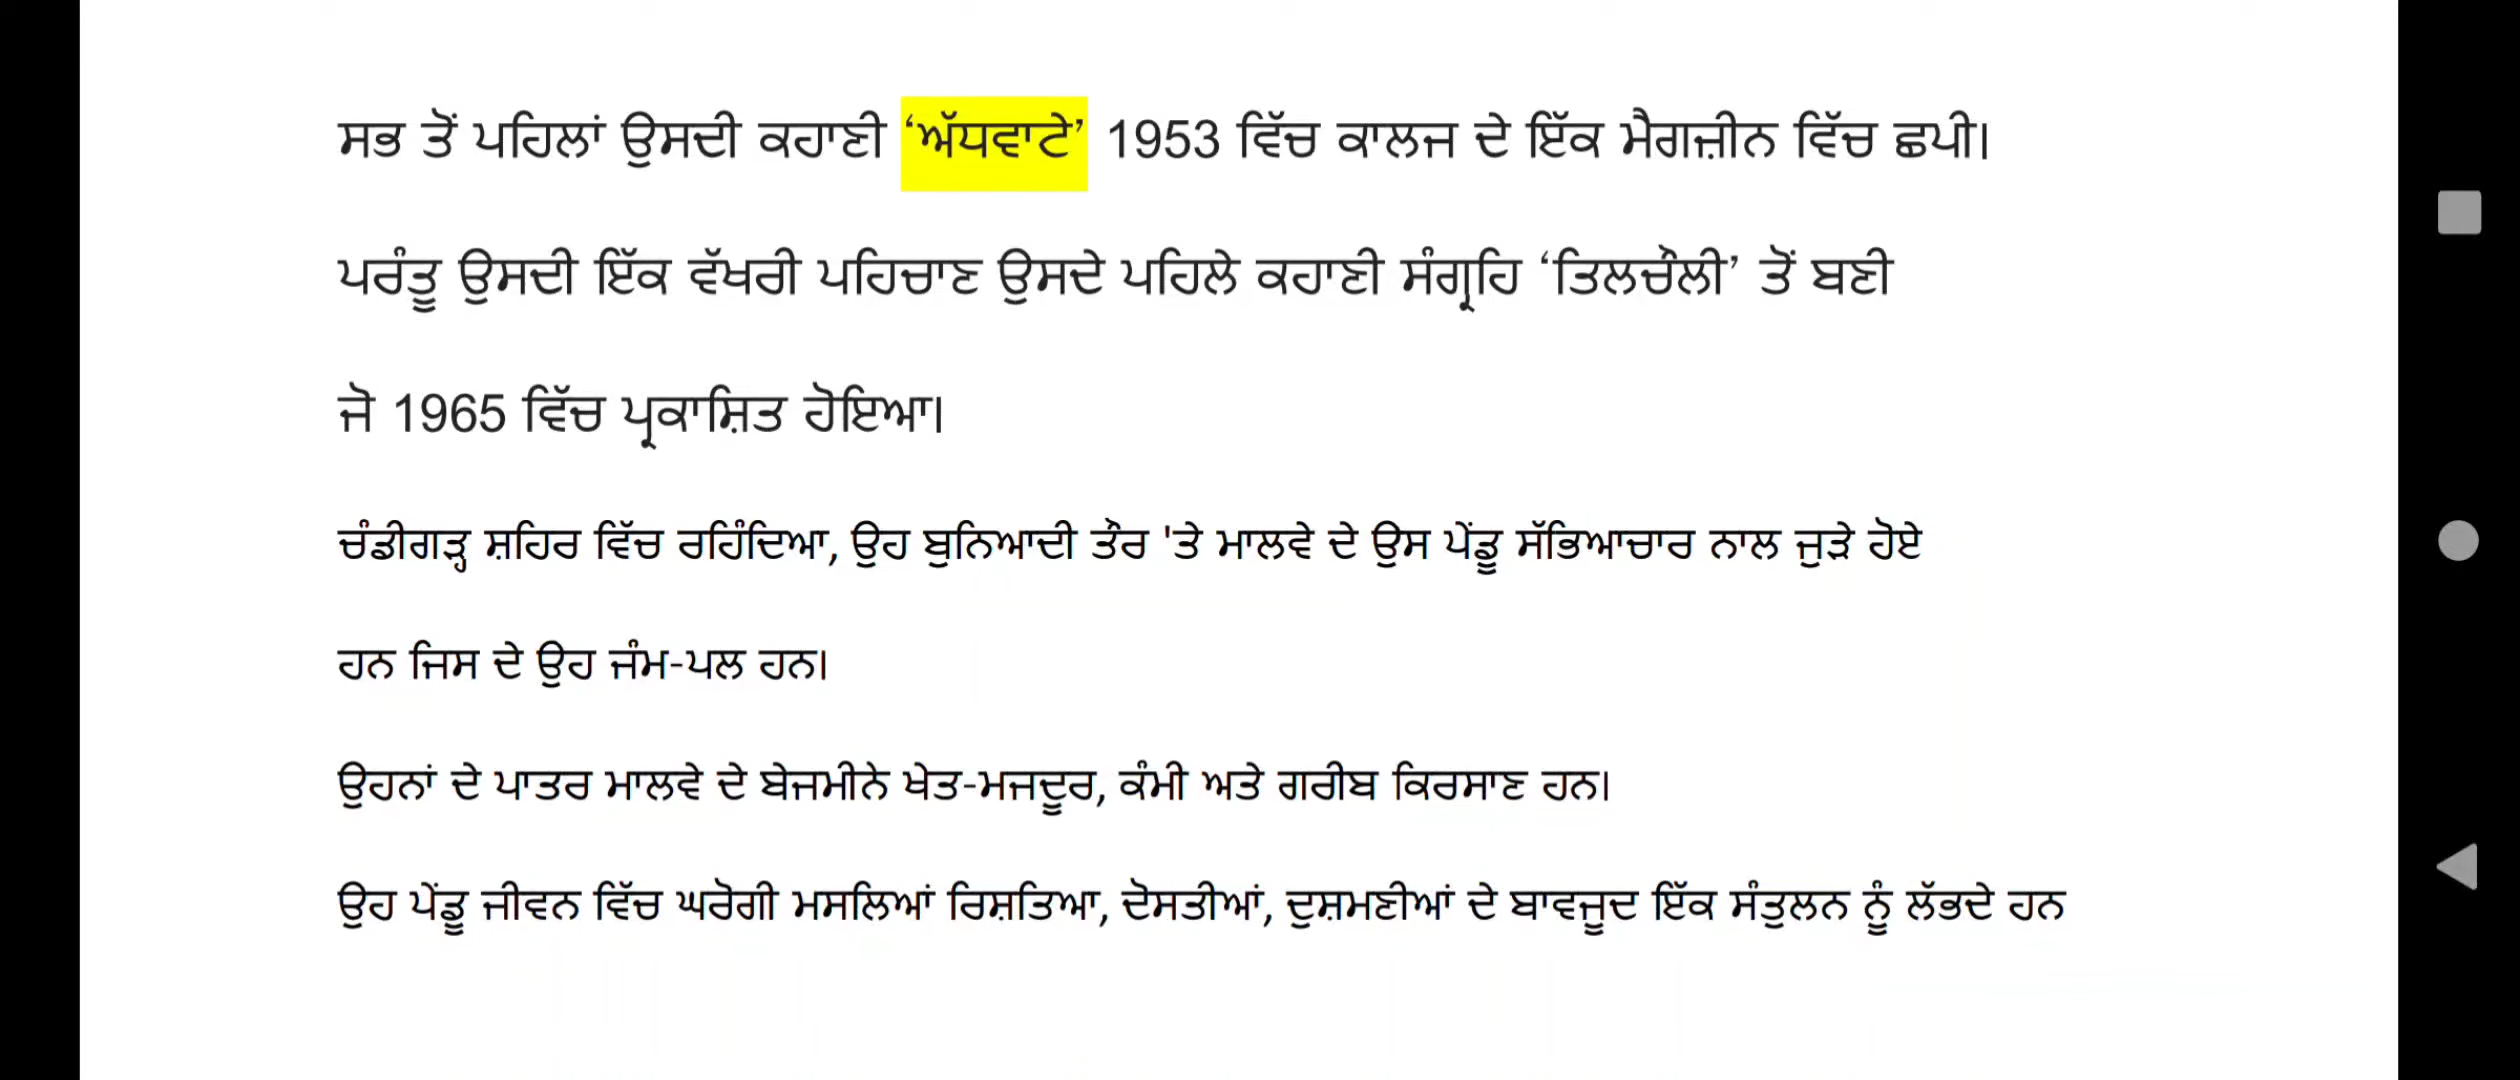 ਸਭ ਤੋਂ ਪਹਿਲਾਂ ਉਸਦੀ ਕਹਾਣੀ ‘ਅੱਧਵਾਟੇ’ 1953 ਵਿੱਚ ਕਾਲਜ ਦੇ ਇੱਕ ਮੈਗਜ਼ੀਨ ਵਿੱਚ ਛਪੀ।
ਪਰੰਤੂ ਉਸਦੀ ਇੱਕ ਵੱਖਰੀ ਪਹਿਚਾਣ ਉਸਦੇ ਪਹਿਲੇ ਕਹਾਣੀ ਸੰਗ੍ਰਹਿ ‘ਤਿਲਚੌਲੀ’ ਤੋਂ ਬਣੀ
ਜੋ 1965 ਵਿੱਚ ਪ੍ਰਕਾਸ਼ਿਤ ਹੋਇਆ।
ਚੰਡੀਗੜ੍ਹ ਸ਼ਹਿਰ ਵਿੱਚ ਰਹਿੰਦਿਆ, ਉਹ ਬੁਨਿਆਦੀ ਤੌਰ 'ਤੇ ਮਾਲਵੇ ਦੇ ਉਸ ਪੇਂਡੂ ਸੱਭਿਆਚਾਰ ਨਾਲ ਜੁੜੇ ਹੋਏ
ਹਨ ਜਿਸ ਦੇ ਉਹ ਜੰਮ-ਪਲ ਹਨ।
ਉਹਨਾਂ ਦੇ ਪਾਤਰ ਮਾਲਵੇ ਦੇ ਬੇਜਮੀਨੇ ਖੇਤ-ਮਜਦੂਰ, ਕੰਮੀ ਅਤੇ ਗਰੀਬ ਕਿਰਸਾਣ ਹਨ।
ਉਹ ਪੇਂਡੂ ਜੀਵਨ ਵਿੱਚ ਘਰੋਗੀ ਮਸਲਿਆਂ ਰਿਸ਼ਤਿਆ, ਦੋਸਤੀਆਂ, ਦੁਸ਼ਮਣੀਆਂ ਦੇ ਬਾਵਜੂਦ ਇੱਕ ਸੰਤੁਲਨ ਨੂੰ ਲੱਭਦੇ ਹਨ